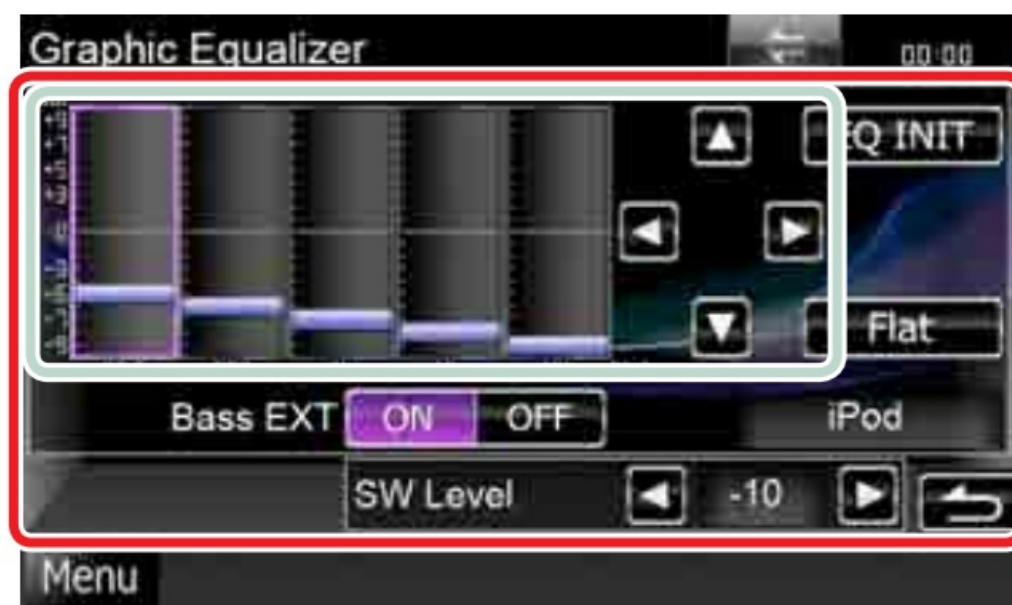 Graphic Equalizer
00:00
EQ INIT
Flat
Bass EXT ON OFF
iPod
SW Level -10
Menu